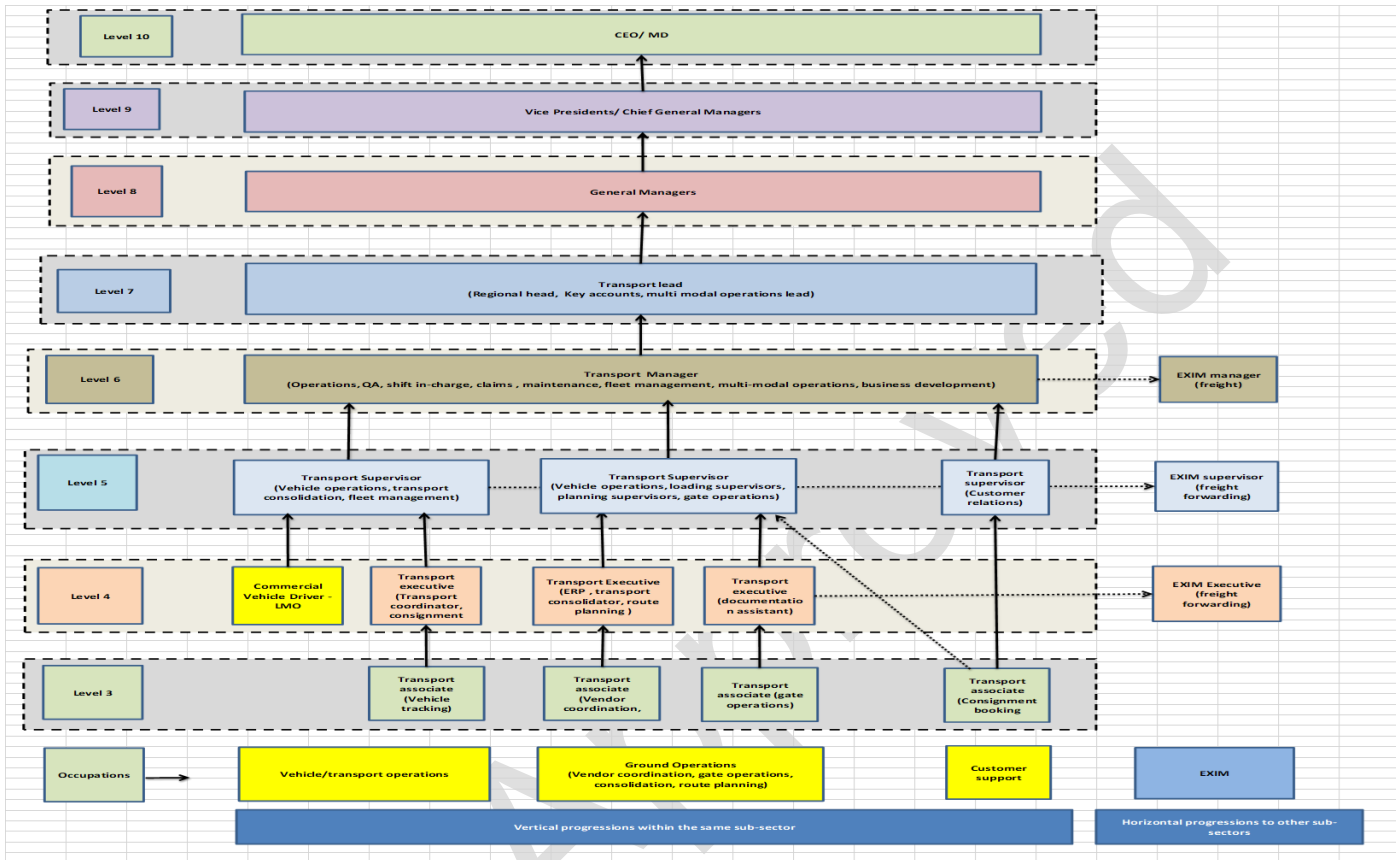 Level 10
CEO/ MD
Level 9
Vice Presidents/ Chief General Managers
Level 8
General Managers
Level 7
Transport lead
(Regional head, Key accounts, multi modal operations lead)
Level 6
Transport Manager
(Operations, QA, shift in-charge, claims , maintenance, fleet management, multi-modal operations, business development)
EXIM manager
(freight)
Level 5
Transport Supervisor
(Vehicle operations, transport
consolidation, fleet management)
Transport Supervisor
(Vehicle operations, loading supervisors,
planning supervisors, gate operations)
Transport
supervisor
(Customer
relations)
EXIM supervisor
(freight
forwarding)
Level 4
Commercial
Vehicle Driver -
LMO
Transport
executive
(Transport
coordinator,
consignment
Transport Executive
(ERP , transport
consolidator, route
planning )
Transport
executive
(documentatio
n assistant)
EXIM Executive
(freight
forwarding)
Level 3
Transport
associate
(Vehicle
tracking)
Transport
associate
(Vendor
coordination,
Transport
associate (gate
operations)
Transport
associate
(Consignment
booking
Occupations
Vehicle/transport operations
Ground Operations
(Vendor coordination, gate operations,
consolidation, route planning)
Customer
support
EXIM
Vertical progressions within the same sub-sector
Horizontal progressions to other sub-
sectors
Approved